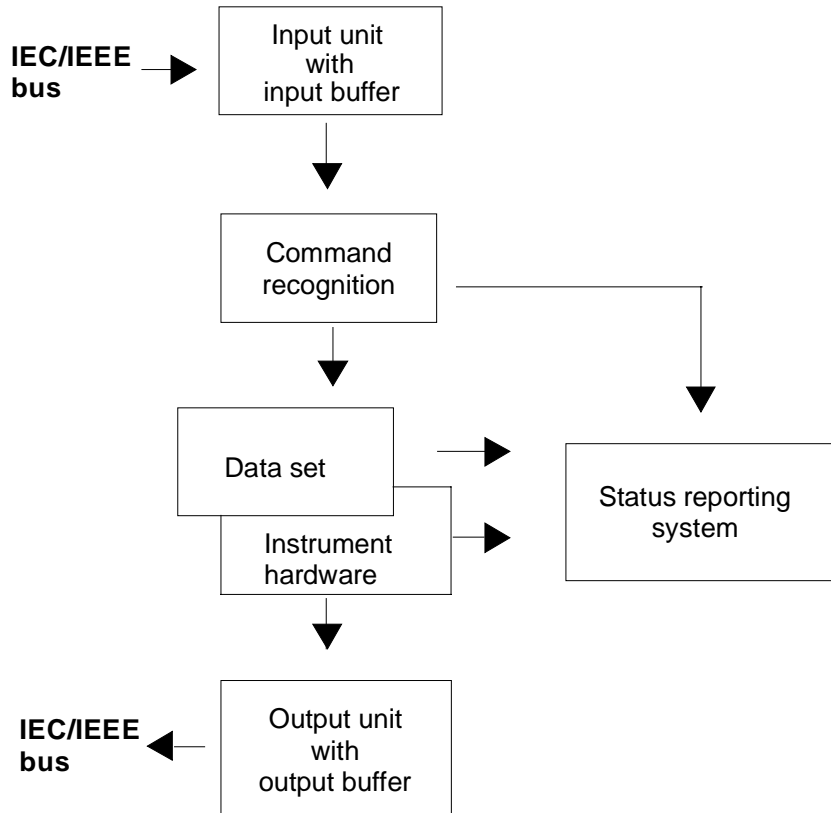 Input unit
with
input buffer
IEC/IEEE
bus
Command
recognition
Data set
Instrument
hardware
Status reporting
system
Output unit
with
output buffer
IEC/IEEE
bus